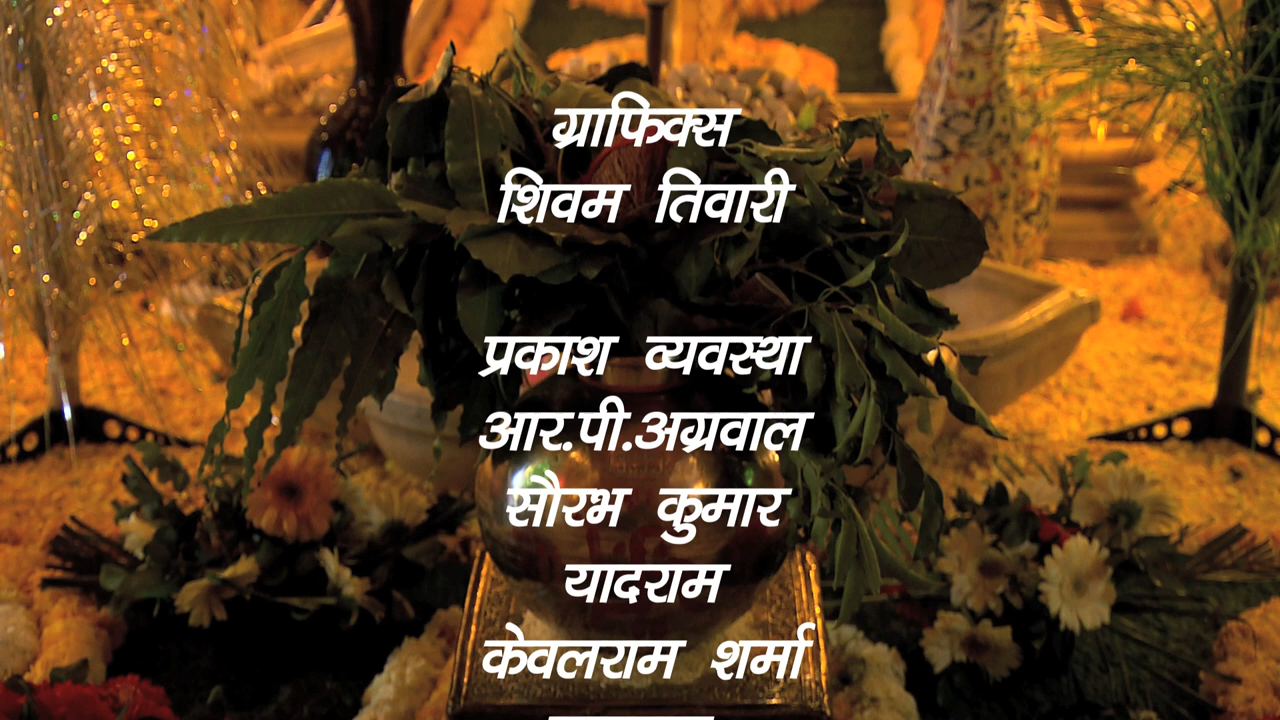 ग्राफिक्स
शिवम तिवारी
प्रकाश व्यवस्था
आर.पी.अग्रवाल
सौरभ कुमार
यादराम
केवलराम शर्मा